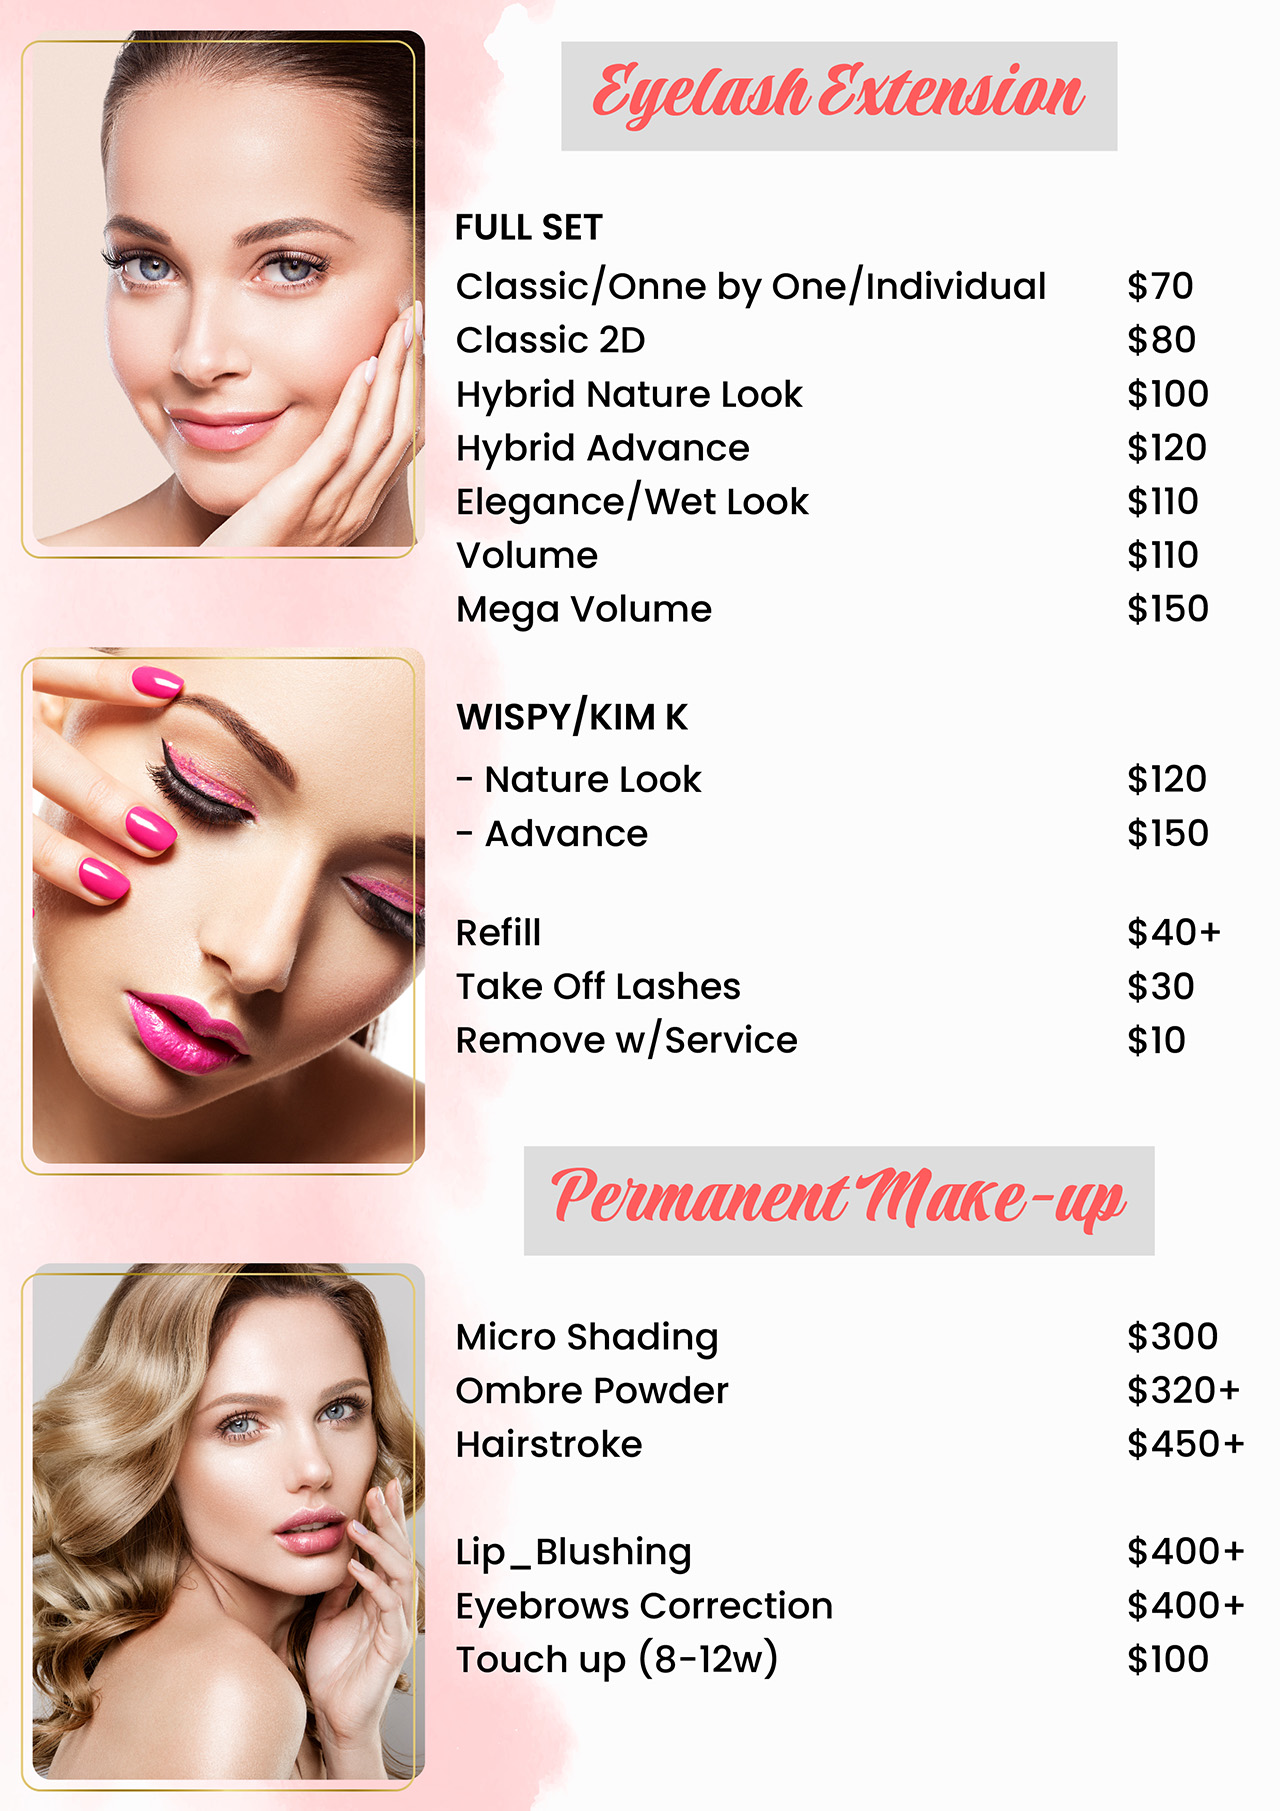 Eyelash Extension
FULL SET
Classic/Onne by One/Individual $70
Classic 2D $80
Hybrid Nature Look $100
Hybrid Advance $120
Elegance/Wet Look $110
Volume $110
Mega Volume $150
WISPY/KIM K
- Nature Look $120
- Advance $150
Refill $40+
Take Off Lashes $30
Remove w/Service $10
Permanent Make-up
Micro Shading $300
Ombre Powder $320+
Hairstroke $450+
Lip_Blushing $400+
Eyebrows Correction $400+
Touch up (8-12w) $100